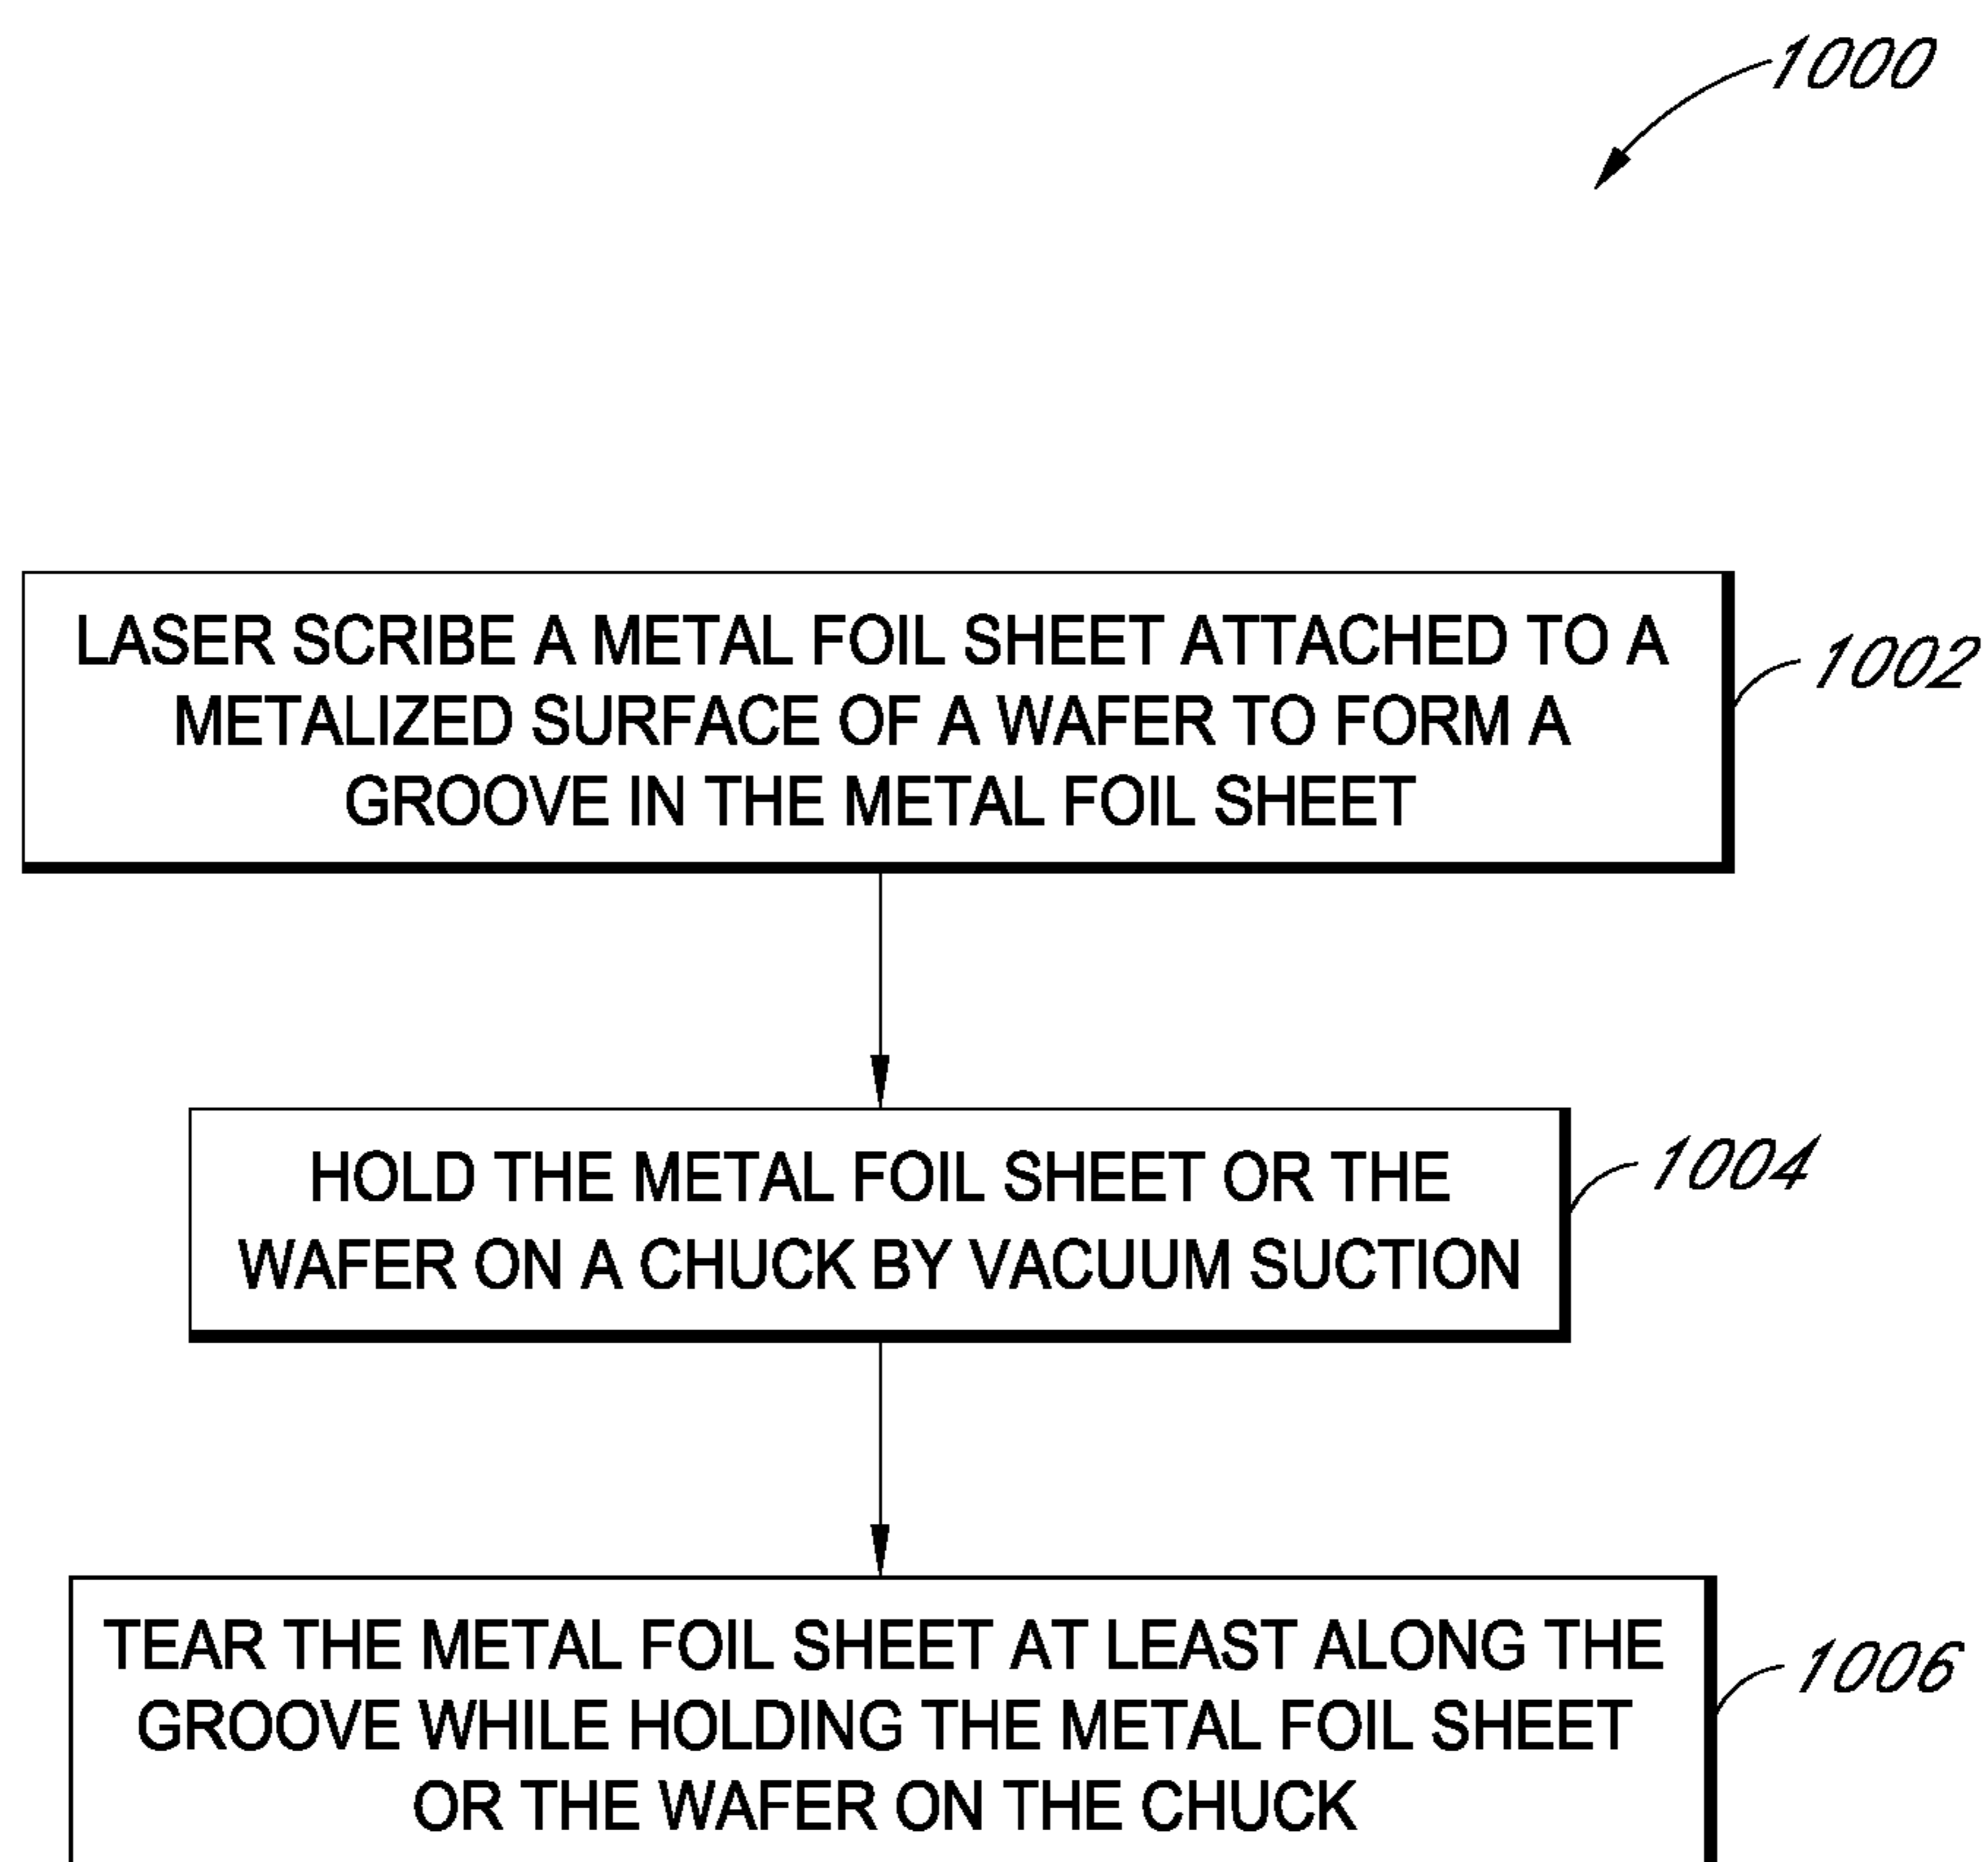 1000
LASER SCRIBE A METAL FOIL SHEET ATTACHED TO A
METALIZED SURFACE OF A WAFER TO FORM A
GROOVE IN THE METAL FOIL SHEET
1002
HOLD THE METAL FOIL SHEET OR THE
WAFER ON A CHUCK BY VACUUM SUCTION
1004
TEAR THE METAL FOIL SHEET AT LEAST ALONG THE
GROOVE WHILE HOLDING THE METAL FOIL SHEET
OR THE WAFER ON THE CHUCK
1006